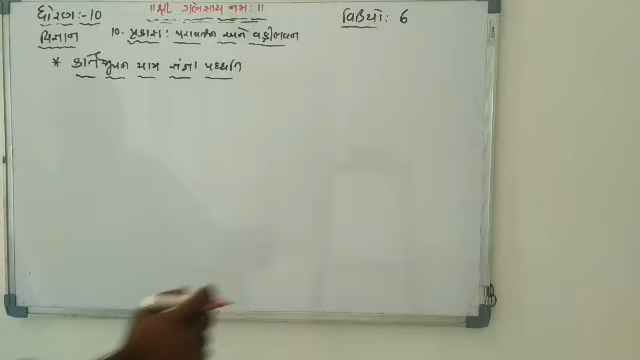 ધોરણ:-10 ॥ શ્રી ગણેશાય નમઃ ॥ વિડિયો: 6
વિજ્ઞાન 10. પ્રકાશ: પરાવર્તન અને વક્રીભવન
* કાર્તેઝીયન યામ સંજ્ઞા પદ્ધતિ